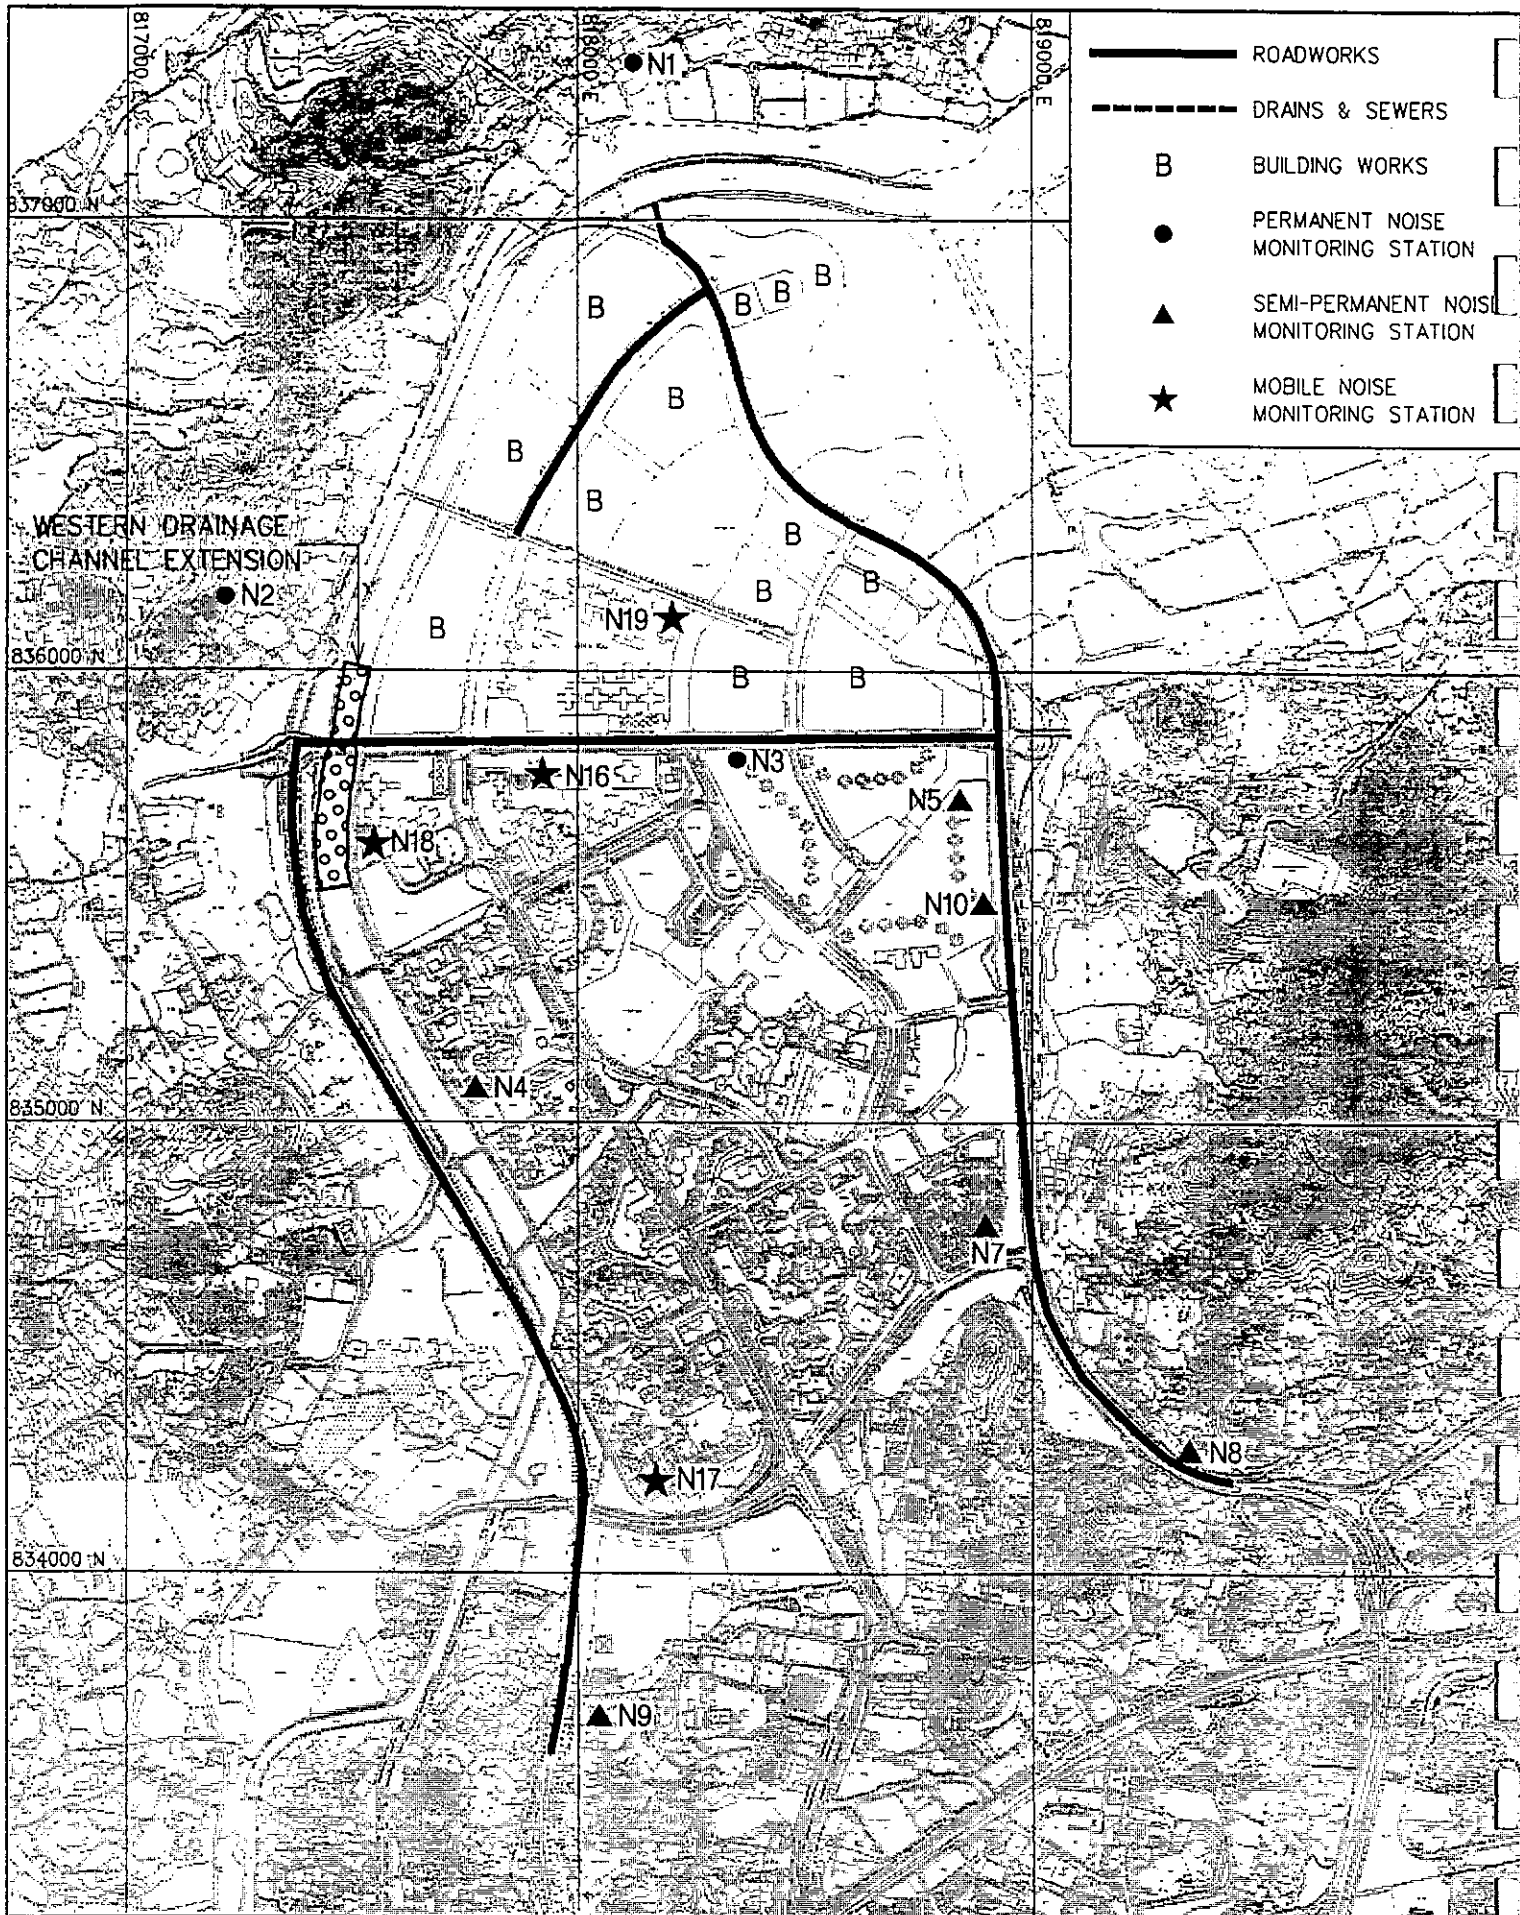 817000 E
818000 E
819000 E
N1
ROADWORKS
DRAINS & SEWERS
B
BUILDING WORKS
PERMANENT NOISE
MONITORING STATION
SEMI-PERMANENT NOISE
MONITORING STATION
MOBILE NOISE
MONITORING STATION
837000 N
B
B
B
B
B
B
B
B
WESTERN DRAINAGE
CHANNEL EXTENSION
B
B
N2
B
N19
836000 N
B
B
N3
N16
N5
N18
N10
N4
835000 N
N7
N8
N17
834000 N
N9